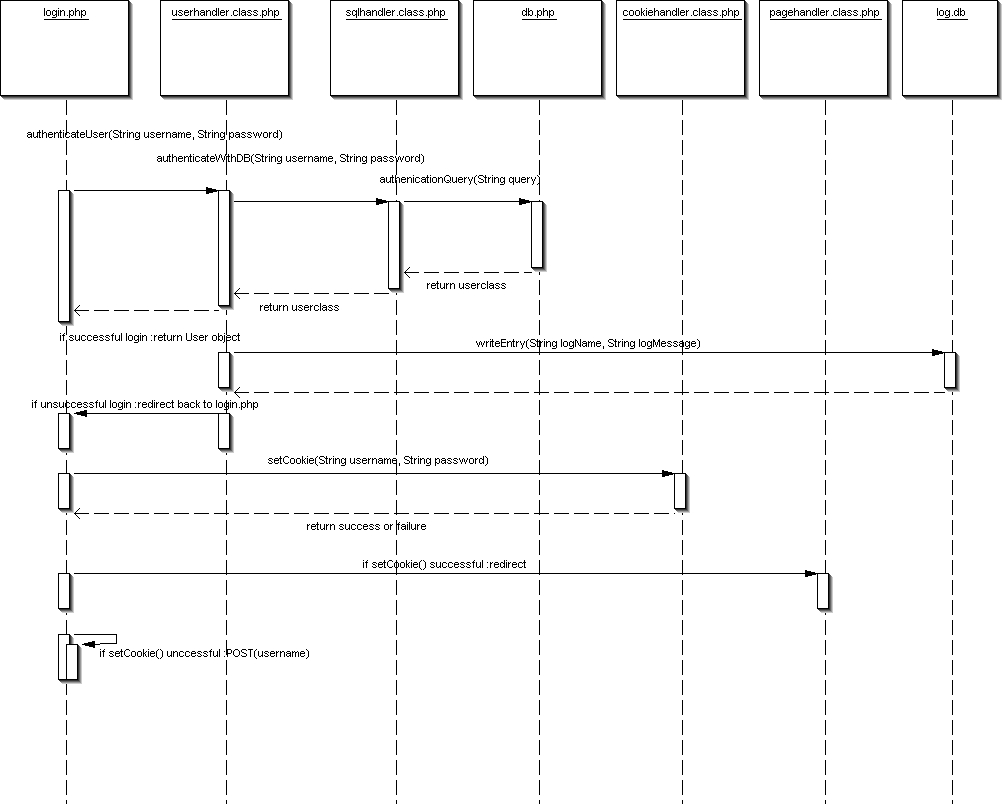 login.php
userhandler.class.php
sqlhandler.class.php
db.php
cookiehandler.class.php
pagehandler.class.php
log.db
authenticateUser(String username, String password)
authenticateWithDB(String username, String password)
authenicationQuery(String query)
return userclass
return userclass
if successful login :return User object
writeEntry(String logName, String logMessage)
if unsuccessful login :redirect back to login.php
setCookie(String username, String password)
return success or failure
if setCookie() successful :redirect
if setCookie() unccessful :POST(username)